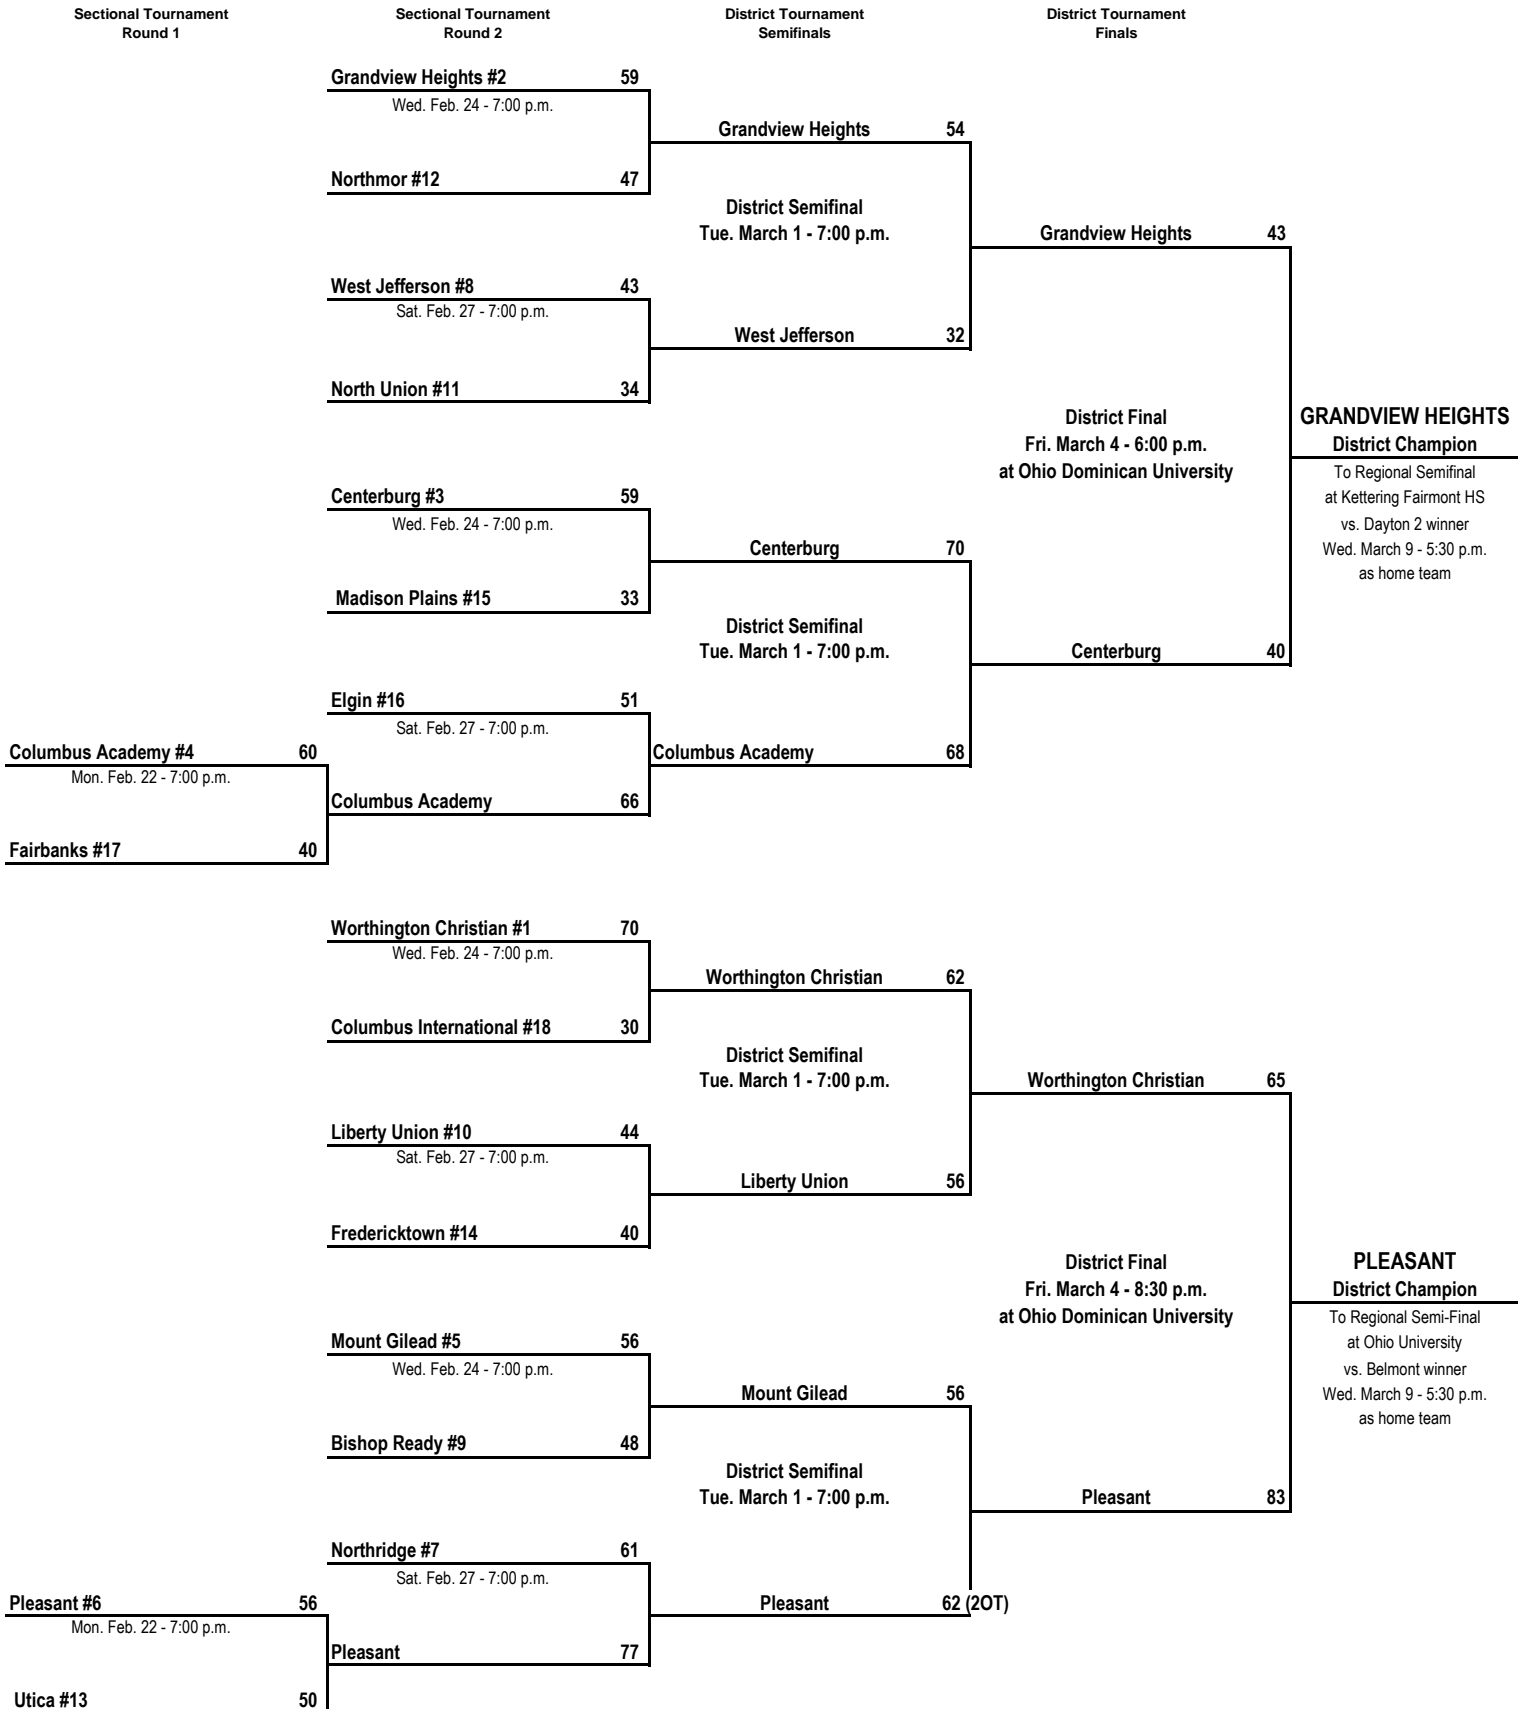 Sectional Tournament
Round 1
Sectional Tournament
Round 2
District Tournament
Semifinals
District Tournament
Finals
Grandview Heights #2 59
Wed. Feb. 24 - 7:00 p.m.
Grandview Heights 54
Northmor #12 47
District Semifinal
Tue. March 1 - 7:00 p.m.
Grandview Heights 43
West Jefferson #8 43
Sat. Feb. 27 - 7:00 p.m.
West Jefferson 32
North Union #11 34
District Final
Fri. March 4 - 6:00 p.m.
at Ohio Dominican University
GRANDVIEW HEIGHTS
District Champion
To Regional Semifinal
at Kettering Fairmont HS
vs. Dayton 2 winner
Wed. March 9 - 5:30 p.m.
as home team
Centerburg #3 59
Wed. Feb. 24 - 7:00 p.m.
Centerburg 70
Madison Plains #15 33
District Semifinal
Tue. March 1 - 7:00 p.m.
Centerburg 40
Elgin #16 51
Sat. Feb. 27 - 7:00 p.m.
Columbus Academy #4 60
Mon. Feb. 22 - 7:00 p.m.
Columbus Academy 68
Columbus Academy 66
Fairbanks #17 40
Worthington Christian #1 70
Wed. Feb. 24 - 7:00 p.m.
Worthington Christian 62
Columbus International #18 30
District Semifinal
Tue. March 1 - 7:00 p.m.
Worthington Christian 65
Liberty Union #10 44
Sat. Feb. 27 - 7:00 p.m.
Liberty Union 56
Fredericktown #14 40
District Final
Fri. March 4 - 8:30 p.m.
at Ohio Dominican University
PLEASANT
District Champion
To Regional Semi-Final
at Ohio University
vs. Belmont winner
Wed. March 9 - 5:30 p.m.
as home team
Mount Gilead #5 56
Wed. Feb. 24 - 7:00 p.m.
Mount Gilead 56
Bishop Ready #9 48
District Semifinal
Tue. March 1 - 7:00 p.m.
Pleasant 83
Northridge #7 61
Sat. Feb. 27 - 7:00 p.m.
Pleasant #6 56
Mon. Feb. 22 - 7:00 p.m.
Pleasant 62 (2OT)
Pleasant 77
Utica #13 50